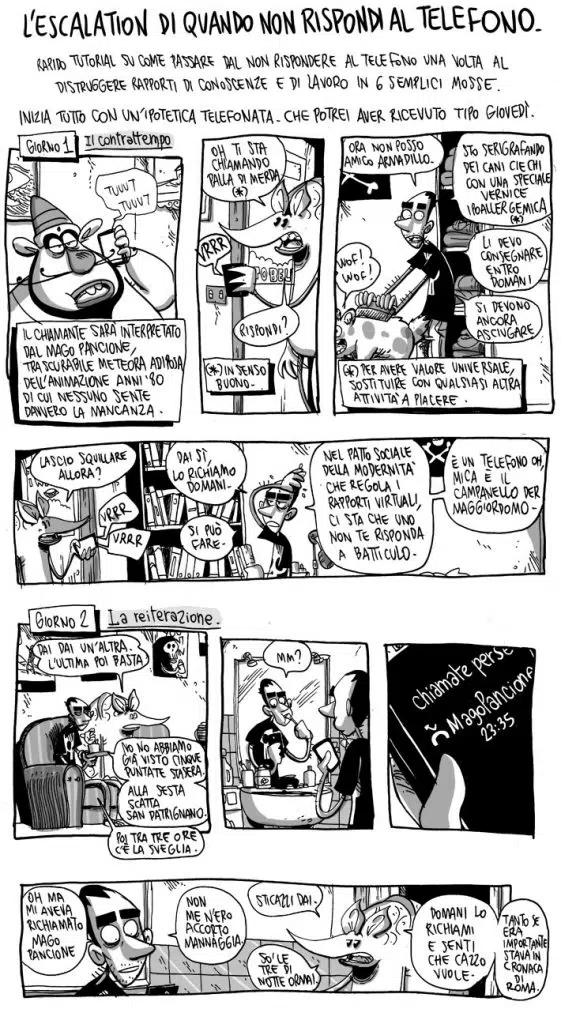 L'ESCALATION DI QUANDO NON RISPONDI AL TELEFONO.
RAPIDO TUTORIAL SU COME PASSARE DAL NON RISPONDERE AL TELEFONO UNA VOLTA AL
DISTRUGGERE RAPPORTI DI CONOSCENZE E DI LAVORO IN 6 SEMPLICI MOSSE.
INIZIA TUTTO CON UN'IPOTETICA TELEFONATA. CHE POTREI AVER RICEVUTO TIPO GIOVEDÌ.
GIORNO 1
Il contrattempo
TUUUT
TUUUT
IL CHIAMANTE SARÀ INTERPRETATO
DAL MAGO PANCIONE,
TRASCURABILE METEORA ADIPOSA
DELL'ANIMAZIONE ANNI '80
DI CUI NESSUNO SENTE
DAVVERO LA MANCANZA.
OH TI STA
CHIAMANDO
PALLA DI MERDA
(*)
VRRR
RISPONDI?
(*) IN SENSO
BUONO.
ORA NON POSSO
AMICO ARMADILLO.
STO SERIGRAFANDO
DEI CANI CIECHI
CON UNA SPECIALE
VERNICE
IPOALLERGEMICA
(*)
LI DEVO
CONSEGNARE
ENTRO
DOMANI
SI DEVONO
ANCORA
ASCIUGARE
WOF!
WOF!
(*) PER AVERE VALORE UNIVERSALE,
SOSTITUIRE CON QUALSIASI ALTRA
ATTIVITÀ A PIACERE.
LASCIO SQUILLARE
ALLORA?
VRRR
VRRR
DAI SÌ,
LO RICHIAMO
DOMANI.
SI PUÒ
FARE.
NEL PATTO SOCIALE
DELLA MODERNITA'
CHE REGOLA I
RAPPORTI VIRTUALI,
CI STA CHE UNO
NON TE RISPONDA
A BATTICULO.
È UN TELEFONO OH,
MICA È IL
CAMPANELLO DER
MAGGIORDOMO.
GIORNO 2
La reiterazione.
DAI DAI UN'ALTRA.
L'ULTIMA POI BASTA
NO NO ABBIAMO
GIÀ VISTO CINQUE
PUNTATE STASERA.
ALLA SESTA
SCATTA
SAN PATRIGNANO.
POI TRA TRE ORE
C'È LA SVEGLIA.
MM?
chiamate perse
MagoPancione
23:35
OH MA
MI AVEVA
RICHIAMATO
MAGO
PANCIONE
NON
ME N'ERO
ACCORTO
MANNAGGIA.
STICAZZI DAI.
SO' LE
TRE DI
NOTTE ORMAI.
DOMANI LO
RICHIAMI
E SENTI
CHE CAZZO
VUOLE.
TANTO SE
ERA
IMPORTANTE
STAVA IN
CRONACA
DI
ROMA.